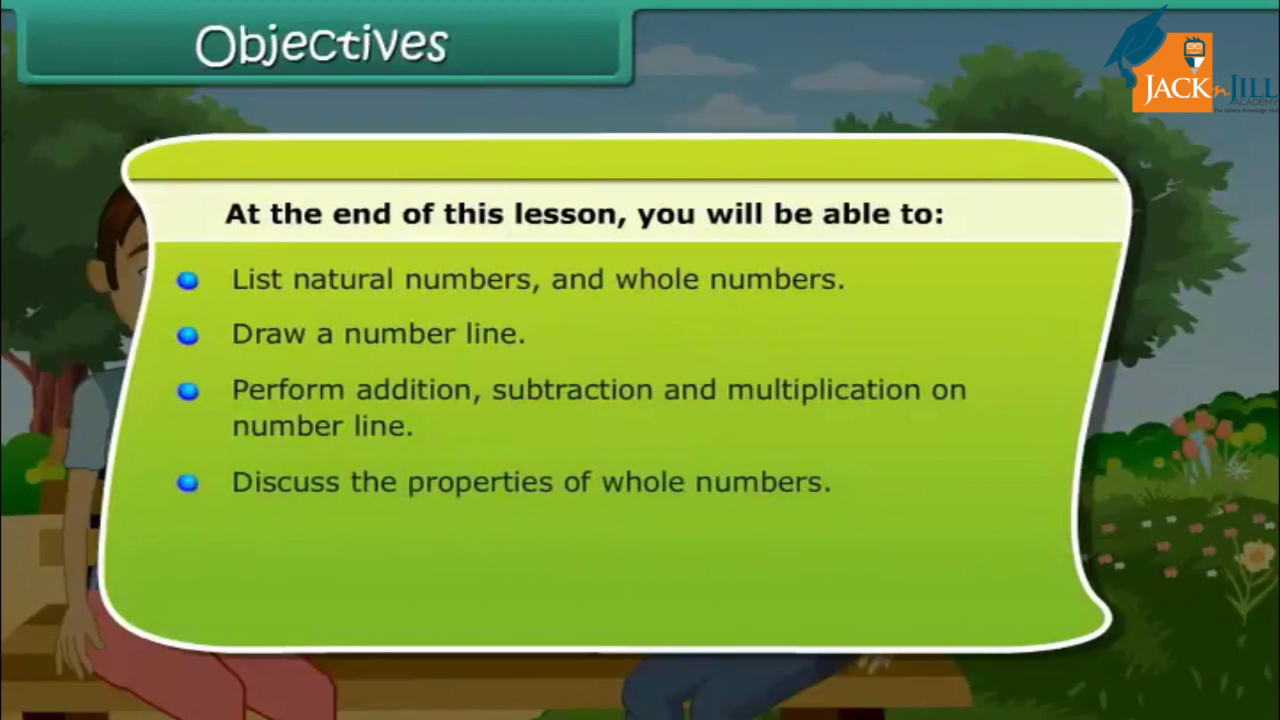 Objectives
JACK n JILL
ACADEMY
At the end of this lesson, you will be able to:
List natural numbers, and whole numbers.
Draw a number line.
Perform addition, subtraction and multiplication on
number line.
Discuss the properties of whole numbers.